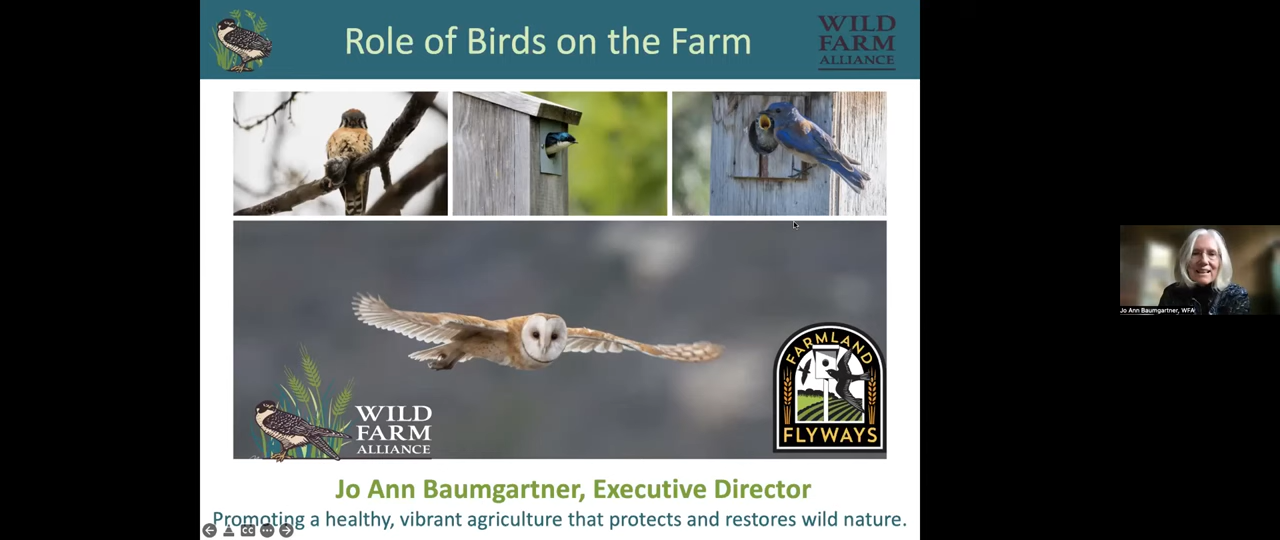 Role of Birds on the Farm
WILD
FARM
ALLIANCE
WILD
FARM
ALLIANCE
FARMLAND
FLYWAYS
Jo Ann Baumgartner, WFA
Jo Ann Baumgartner, Executive Director
Promoting a healthy, vibrant agriculture that protects and restores wild nature.
CC